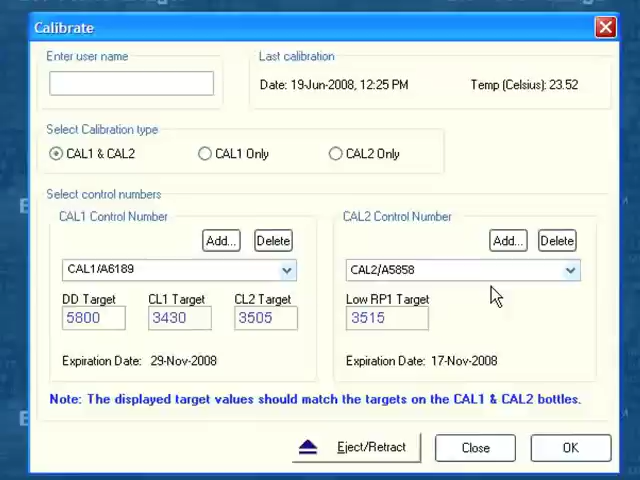 Calibrate
Enter user name
Last calibration
Date: 19-Jun-2008, 12:25 PM
Temp (Celsius): 23.52
Select Calibration type
CAL1 & CAL2
CAL1 Only
CAL2 Only
Select control numbers
CAL1 Control Number
Add...
Delete
CAL1/A6189
DD Target
CL1 Target
CL2 Target
5800
3430
3505
Expiration Date: 29-Nov-2008
CAL2 Control Number
Add...
Delete
CAL2/A5858
Low RP1 Target
3515
Expiration Date: 17-Nov-2008
Note: The displayed target values should match the targets on the CAL1 & CAL2 bottles.
Eject/Retract
Close
OK